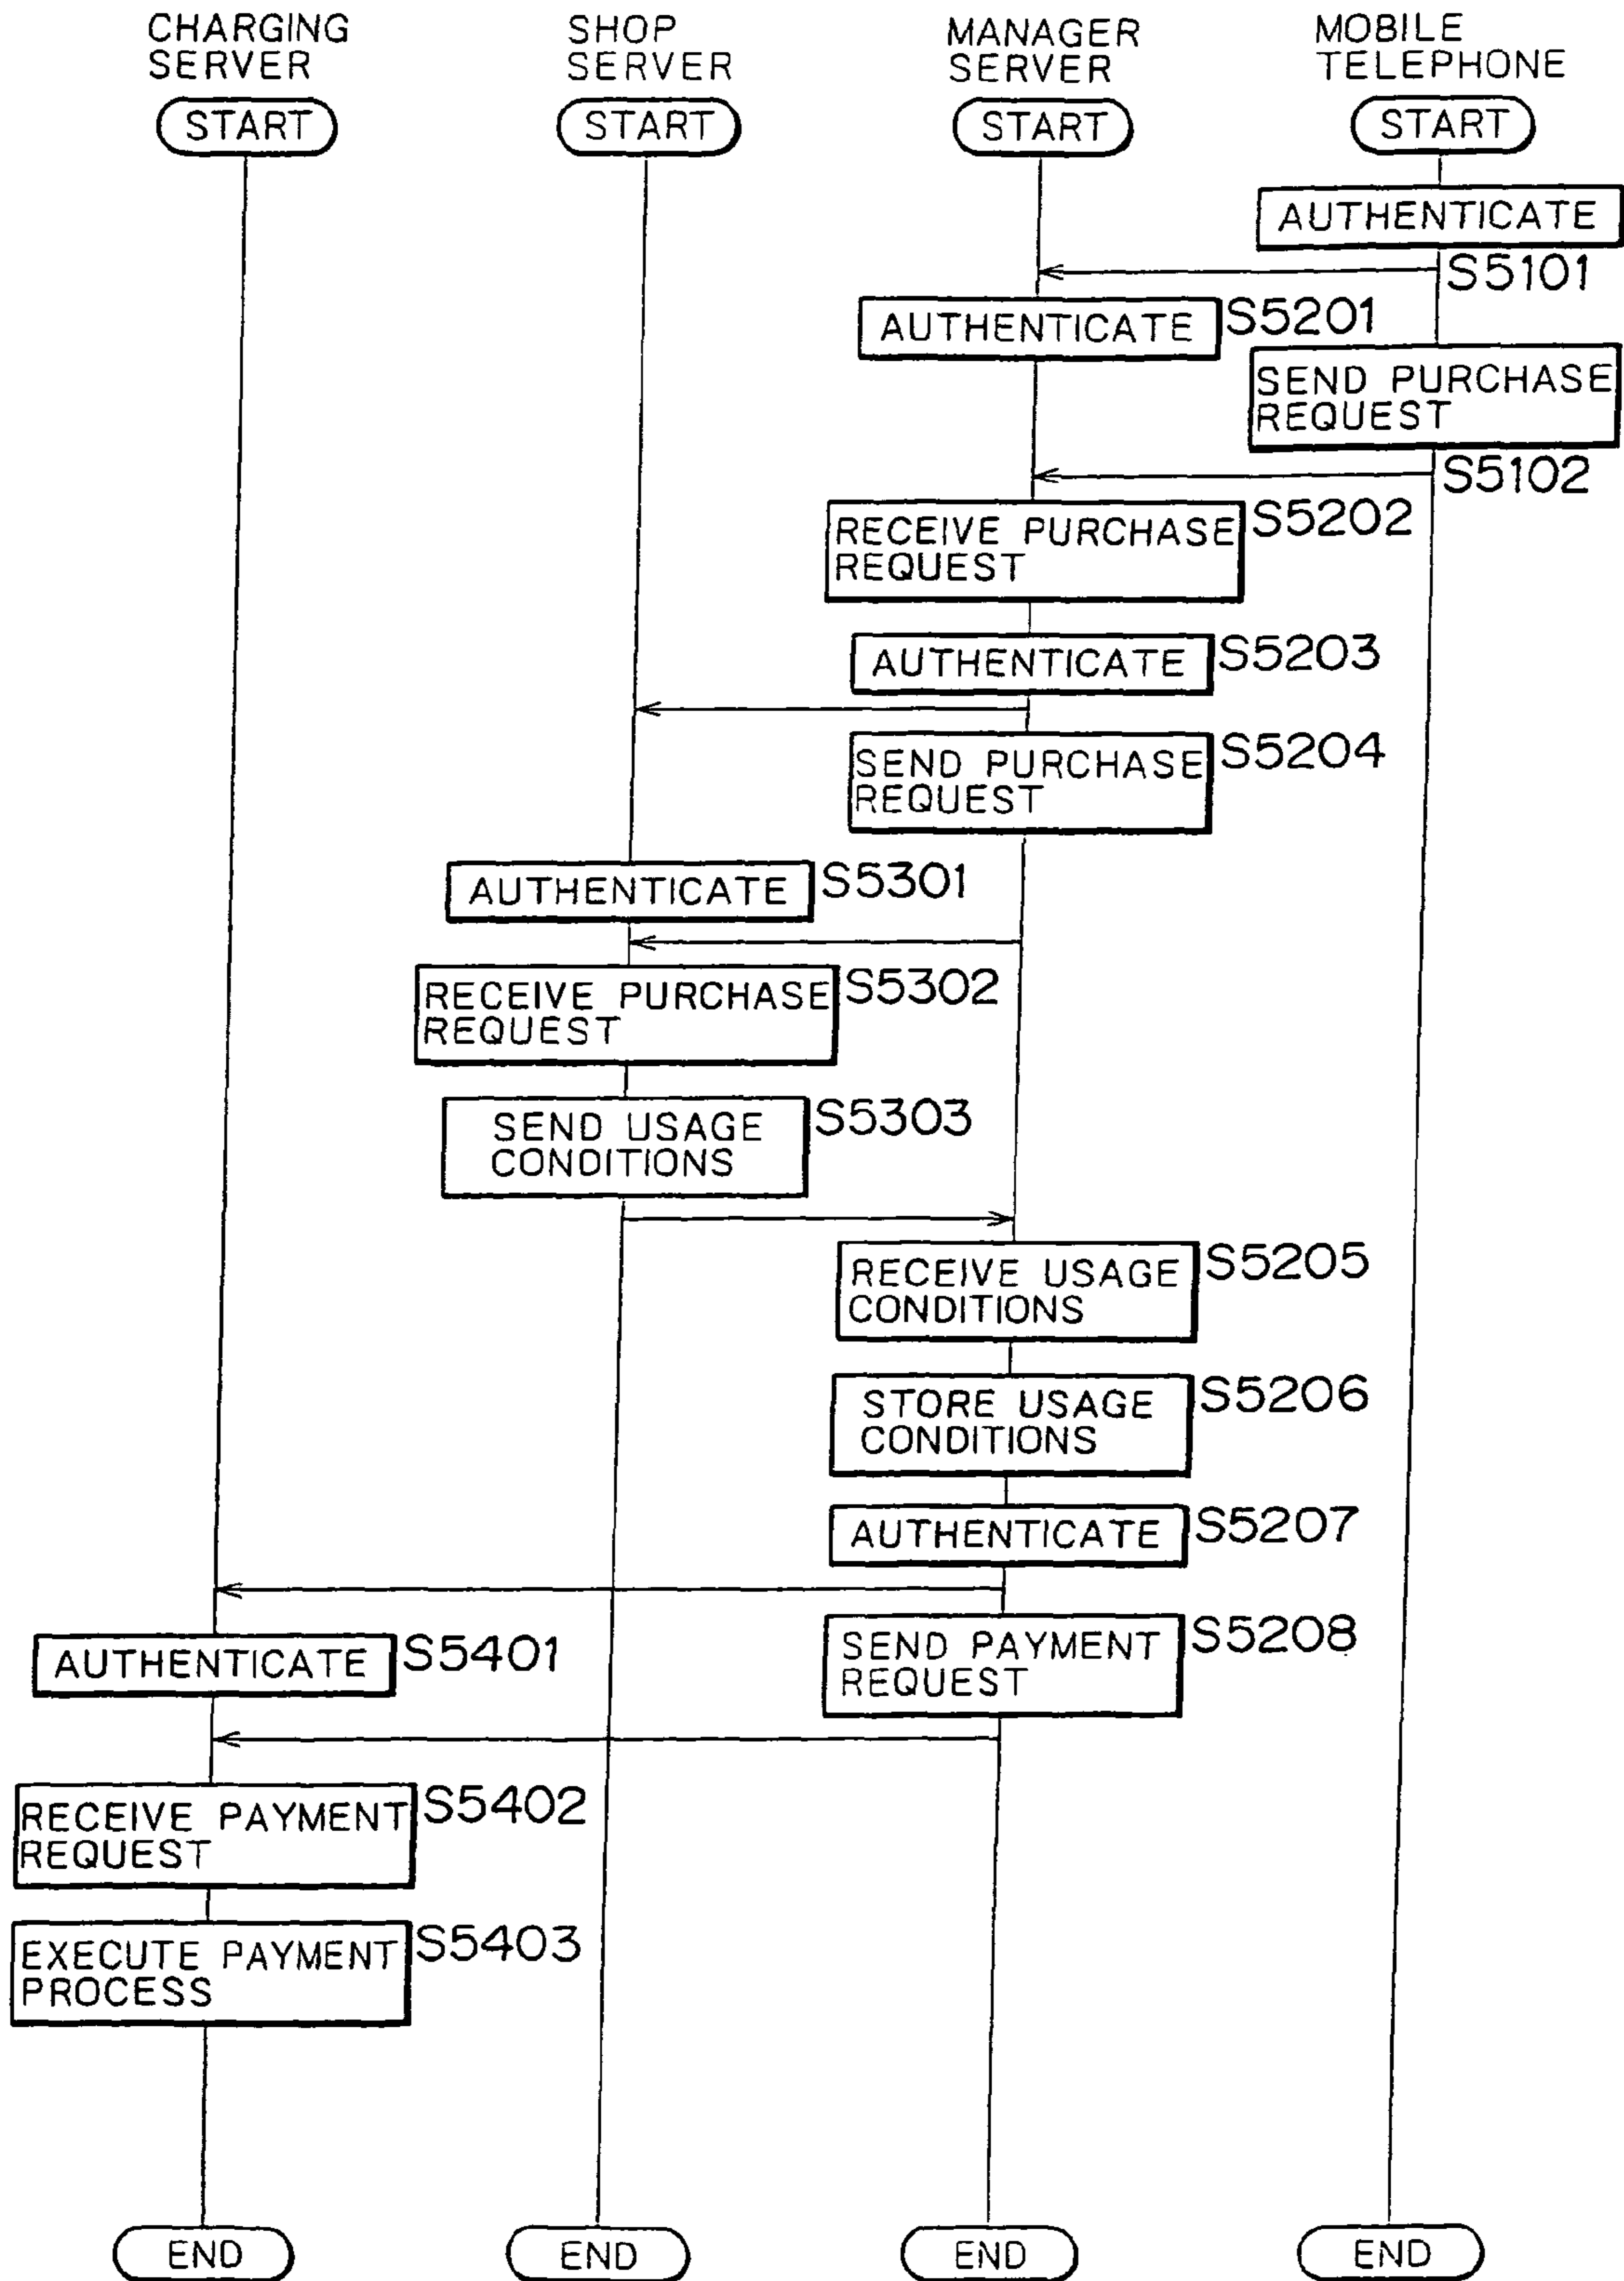 CHARGING
SERVER
SHOP
SERVER
MANAGER
SERVER
MOBILE
TELEPHONE
START
START
START
START
AUTHENTICATE
S5101
AUTHENTICATE
S5201
SEND PURCHASE
REQUEST
S5102
RECEIVE PURCHASE
REQUEST
S5202
AUTHENTICATE
S5203
SEND PURCHASE
REQUEST
S5204
AUTHENTICATE
S5301
RECEIVE PURCHASE
REQUEST
S5302
SEND USAGE
CONDITIONS
S5303
RECEIVE USAGE
CONDITIONS
S5205
STORE USAGE
CONDITIONS
S5206
AUTHENTICATE
S5207
AUTHENTICATE
S5401
SEND PAYMENT
REQUEST
S5208
RECEIVE PAYMENT
REQUEST
S5402
EXECUTE PAYMENT
PROCESS
S5403
END
END
END
END